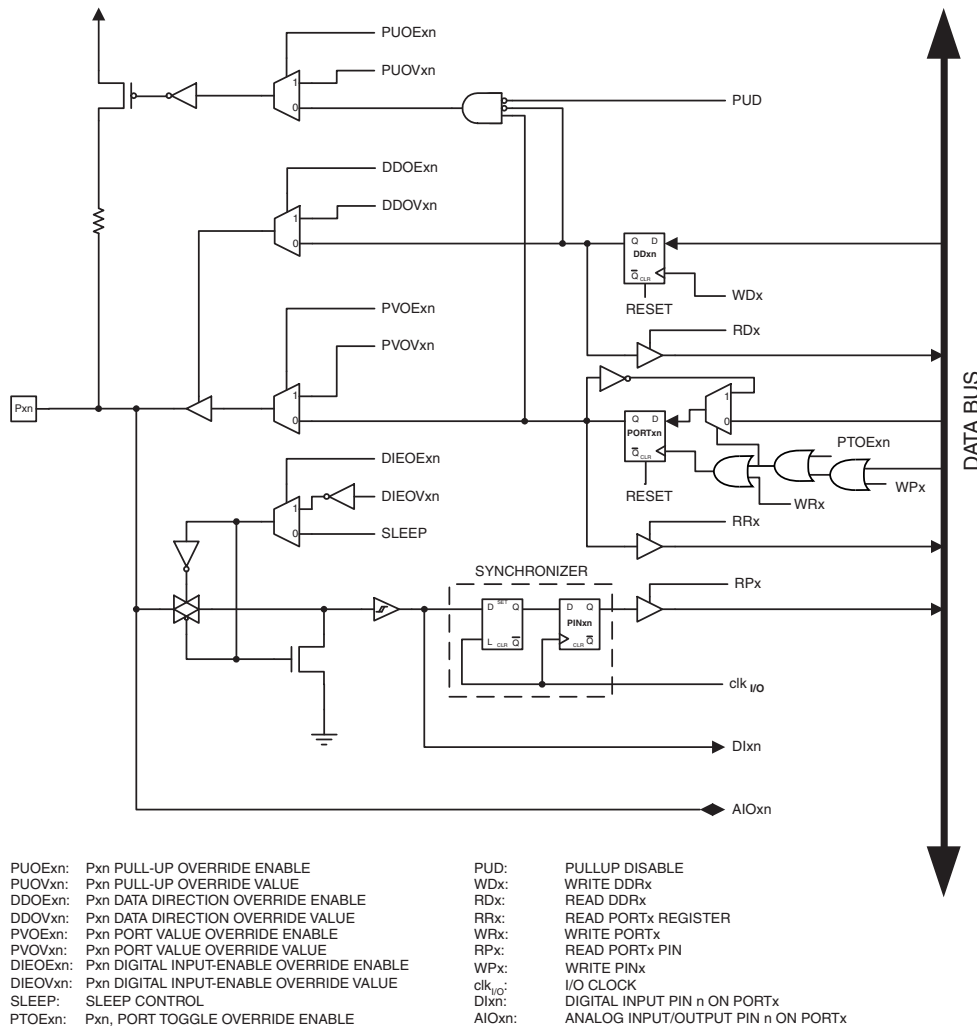 PUOExn
PUOVxn
1
0
PUD
DDOExn
DDOVxn
1
0
Q D
DDxn
Q CLR
WDx
RESET
RDx
PVOExn
PVOVxn
1
0
Pxn
1
0
Q D
PORTxn
Q CLR
RESET
PTOExn
WPx
WRx
DATA BUS
DIEOExn
DIEOVxn
1
0
SLEEP
RRx
SYNCHRONIZER
RPx
D SET Q
L CLR Q
D Q
PINxn
CLR Q
clk I/O
DIxn
AIOxn
PUOExn: Pxn PULL-UP OVERRIDE ENABLE
PUOVxn: Pxn PULL-UP OVERRIDE VALUE
DDOExn: Pxn DATA DIRECTION OVERRIDE ENABLE
DDOVxn: Pxn DATA DIRECTION OVERRIDE VALUE
PVOExn: Pxn PORT VALUE OVERRIDE ENABLE
PVOVxn: Pxn PORT VALUE OVERRIDE VALUE
DIEOExn: Pxn DIGITAL INPUT-ENABLE OVERRIDE ENABLE
DIEOVxn: Pxn DIGITAL INPUT-ENABLE OVERRIDE VALUE
SLEEP: SLEEP CONTROL
PTOExn: Pxn, PORT TOGGLE OVERRIDE ENABLE
PUD: PULLUP DISABLE
WDx: WRITE DDRx
RDx: READ DDRx
RRx: READ PORTx REGISTER
WRx: WRITE PORTx
RPx: READ PORTx PIN
WPx: WRITE PINx
clkI/O: I/O CLOCK
DIxn: DIGITAL INPUT PIN n ON PORTx
AIOxn: ANALOG INPUT/OUTPUT PIN n ON PORTx